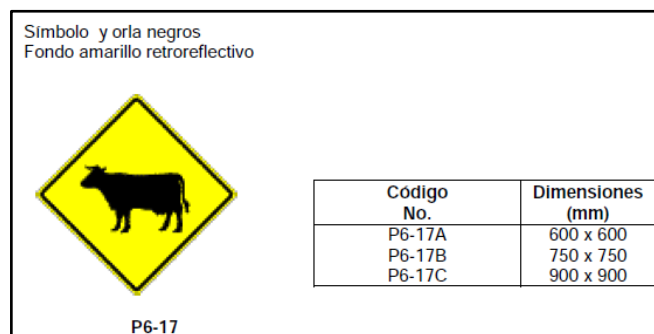 Símbolo y orla negros
Fondo amarillo retroreflectivo
P6-17
Código No.
Dimensiones (mm)
P6-17A 600 x 600
P6-17B 750 x 750
P6-17C 900 x 900